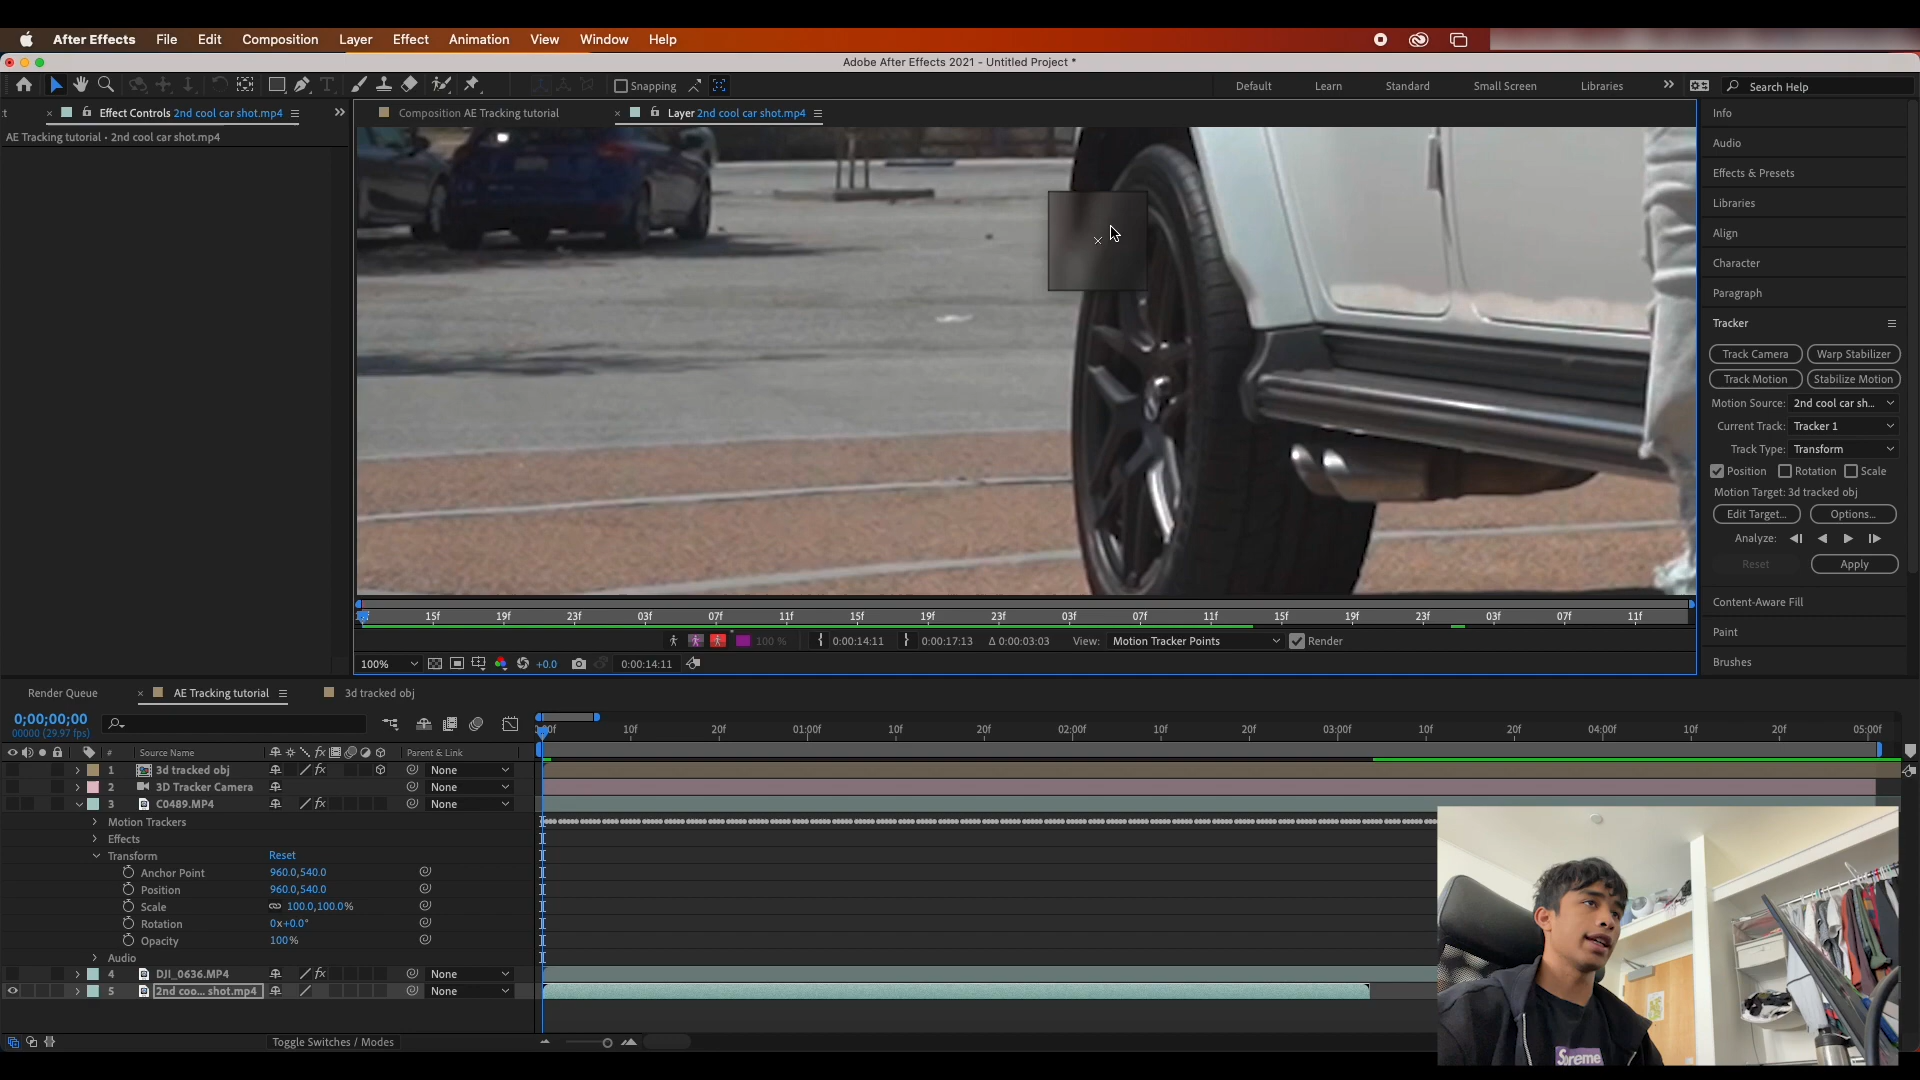 After Effects File Edit Composition Layer Effect Animation View Window Help
Adobe After Effects 2021 - Untitled Project *
Snapping Default Learn Standard Small Screen Libraries Search Help
Effect Controls 2nd cool car shot.mp4
Composition AE Tracking tutorial
Layer 2nd cool car shot.mp4
AE Tracking tutorial • 2nd cool car shot.mp4
Info
Audio
Effects & Presets
Libraries
Align
Character
Paragraph
Tracker
Track Camera Warp Stabilizer
Track Motion Stabilize Motion
Motion Source: 2nd cool car sh...
Current Track: Tracker 1
Track Type: Transform
Position Rotation Scale
Motion Target: 3d tracked obj
Edit Target... Options...
Analyze:
Reset Apply
Content-Aware Fill
Paint
Brushes
15f 19f 23f 03f 07f 11f 15f 19f 23f 03f 07f 11f 15f 19f 23f 03f 07f 11f
100% 0:00:14:11 0:00:17:13 Δ 0:00:03:03 View: Motion Tracker Points Render
100% +0.0 0:00:14:11
Render Queue AE Tracking tutorial 3d tracked obj
0;00;00;00
00000 (29.97 fps)
:00f 10f 20f 01:00f 10f 20f 02:00f 10f 20f 03:00f 10f 20f 04:00f 10f 20f 05:00f
# Source Name fx Parent & Link
1 3d tracked obj fx None
2 3D Tracker Camera None
3 C0489.MP4 fx None
Motion Trackers
Effects
Transform Reset
Anchor Point 960.0,540.0
Position 960.0,540.0
Scale 100.0,100.0%
Rotation 0x+0.0°
Opacity 100%
Audio
4 DJI_0636.MP4 fx None
5 2nd coo... shot.mp4 None
Toggle Switches / Modes
Supreme